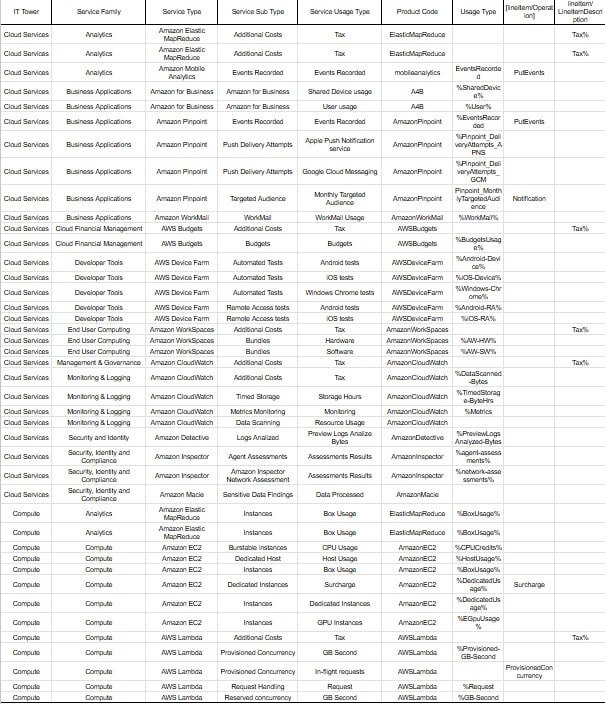 IT Tower Service Family Service Type Service Sub Type Service Usage Type Product Code Usage Type [lineItem/Operation] lineItem/LineItemDescription
Cloud Services Analytics Amazon Elastic MapReduce Additional Costs Tax ElasticMapReduce Tax%
Cloud Services Analytics Amazon Elastic MapReduce Additional Costs Tax ElasticMapReduce Tax%
Cloud Services Analytics Amazon Mobile Analytics Events Recorded Events Recorded mobileanalytics EventsRecorded PutEvents
Cloud Services Business Applications Amazon for Business Amazon for Business Shared Device usage A4B %SharedDevice%
Cloud Services Business Applications Amazon for Business Amazon for Business User usage A4B %User%
Cloud Services Business Applications Amazon Pinpoint Events Recorded Events Recorded AmazonPinpoint %EventsRecorded PutEvents
Cloud Services Business Applications Amazon Pinpoint Push Delivery Attempts Apple Push Notification service AmazonPinpoint %Pinpoint_DeliveryAttempts_APNS
Cloud Services Business Applications Amazon Pinpoint Push Delivery Attempts Google Cloud Messaging AmazonPinpoint %Pinpoint_DeliveryAttempts_GCM
Cloud Services Business Applications Amazon Pinpoint Targeted Audience Monthly Targeted Audience AmazonPinpoint Pinpoint_MonthlyTargetedAudience Notification
Cloud Services Business Applications Amazon WorkMail WorkMail WorkMail Usage AmazonWorkMail %WorkMail%
Cloud Services Cloud Financial Management AWS Budgets Additional Costs Tax AWSBudgets Tax%
Cloud Services Cloud Financial Management AWS Budgets Budgets Budgets AWSBudgets %BudgetsUsage%
Cloud Services Developer Tools AWS Device Farm Automated Tests Android tests AWSDeviceFarm %Android-Device%
Cloud Services Developer Tools AWS Device Farm Automated Tests iOS tests AWSDeviceFarm %iOS-Device%
Cloud Services Developer Tools AWS Device Farm Automated Tests Windows Chrome tests AWSDeviceFarm %Windows-Chrome%
Cloud Services Developer Tools AWS Device Farm Remote Access tests Android tests AWSDeviceFarm %Android-RA%
Cloud Services Developer Tools AWS Device Farm Remote Access tests iOS tests AWSDeviceFarm %iOS-RA%
Cloud Services End User Computing Amazon WorkSpaces Additional Costs Tax AmazonWorkSpaces Tax%
Cloud Services End User Computing Amazon WorkSpaces Bundles Hardware AmazonWorkSpaces %AW-HW%
Cloud Services End User Computing Amazon WorkSpaces Bundles Software AmazonWorkSpaces %AW-SW%
Cloud Services Management & Governance Amazon CloudWatch Additional Costs Tax AmazonCloudWatch Tax%
Cloud Services Monitoring & Logging Amazon CloudWatch Additional Costs Tax AmazonCloudWatch %DataScanned-Bytes
Cloud Services Monitoring & Logging Amazon CloudWatch Timed Storage Storage Hours AmazonCloudWatch %TimedStorage-ByteHrs
Cloud Services Monitoring & Logging Amazon CloudWatch Metrics Monitoring Monitoring AmazonCloudWatch %Metrics
Cloud Services Monitoring & Logging Amazon CloudWatch Data Scanning Resource Usage AmazonCloudWatch
Cloud Services Security and Identity Amazon Detective Logs Analized Preview Logs Analize Bytes AmazonDetective %PreviewLogsAnalyzed-Bytes
Cloud Services Security, Identity and Compliance Amazon Inspector Agent Assessments Assessments Results AmazonInspector %agent-assessments%
Cloud Services Security, Identity and Compliance Amazon Inspector Amazon Inspector Network Assessment Assessments Results AmazonInspector %network-assessments%
Cloud Services Security, Identity and Compliance Amazon Macie Sensitive Data Findings Data Processed AmazonMacie
Compute Analytics Amazon Elastic MapReduce Instances Box Usage ElasticMapReduce %BoxUsage%
Compute Analytics Amazon Elastic MapReduce Instances Box Usage ElasticMapReduce %BoxUsage%
Compute Compute Amazon EC2 Burstable instances CPU Usage AmazonEC2 %CPUCredits%
Compute Compute Amazon EC2 Dedicated Host Host Usage AmazonEC2 %HostUsage%
Compute Compute Amazon EC2 Instances Box Usage AmazonEC2 %BoxUsage%
Compute Compute Amazon EC2 Dedicated Instances Surcharge AmazonEC2 %DedicatedUsage% Surcharge
Compute Compute Amazon EC2 Instances Dedicated Instances AmazonEC2 %DedicatedUsage%
Compute Compute Amazon EC2 Instances GPU Instances AmazonEC2 %EGpuUsage%
Compute Compute AWS Lambda Additional Costs Tax AWSLambda Tax%
Compute Compute AWS Lambda Provisioned Concurrency GB Second AWSLambda %Provisioned-GB-Second
Compute Compute AWS Lambda Provisioned Concurrency In-flight requests AWSLambda ProvisionedConcurrency
Compute Compute AWS Lambda Request Handling Request AWSLambda %Request
Compute Compute AWS Lambda Reserved concurrency GB Second AWSLambda %GB-Second